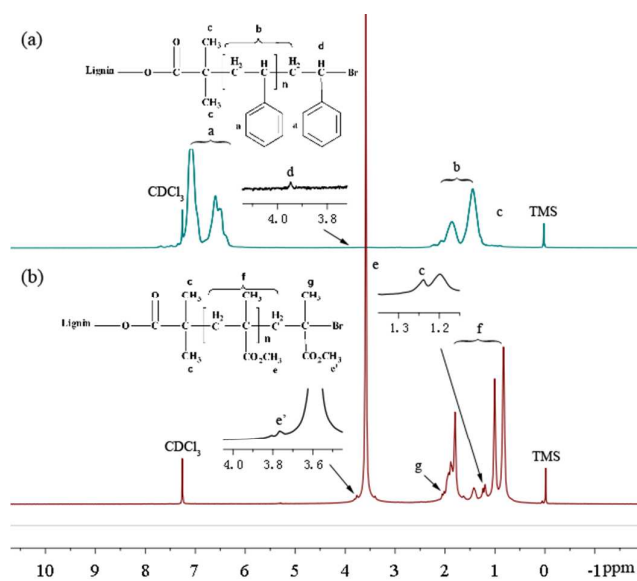 (a)
c
b
O
CH₃
H₂
H
H₂
d
H
Lignin
O
C
C
C
C
C
C
Br
CH₃
n
c
a
a
a
d
CDCl₃
4.0
3.8
b
c
TMS
(b)
c
f
g
e
c
O
CH₃
H₂
CH₃
H₂
CH₃
1.3
1.2
Lignin
O
C
C
C
C
C
C
Br
f
n
CH₃
CO₂CH₃
CO₂CH₃
c
e
e'
e'
CDCl₃
4.0
3.8
3.6
g
TMS
10
9
8
7
6
5
4
3
2
1
0
-1 ppm